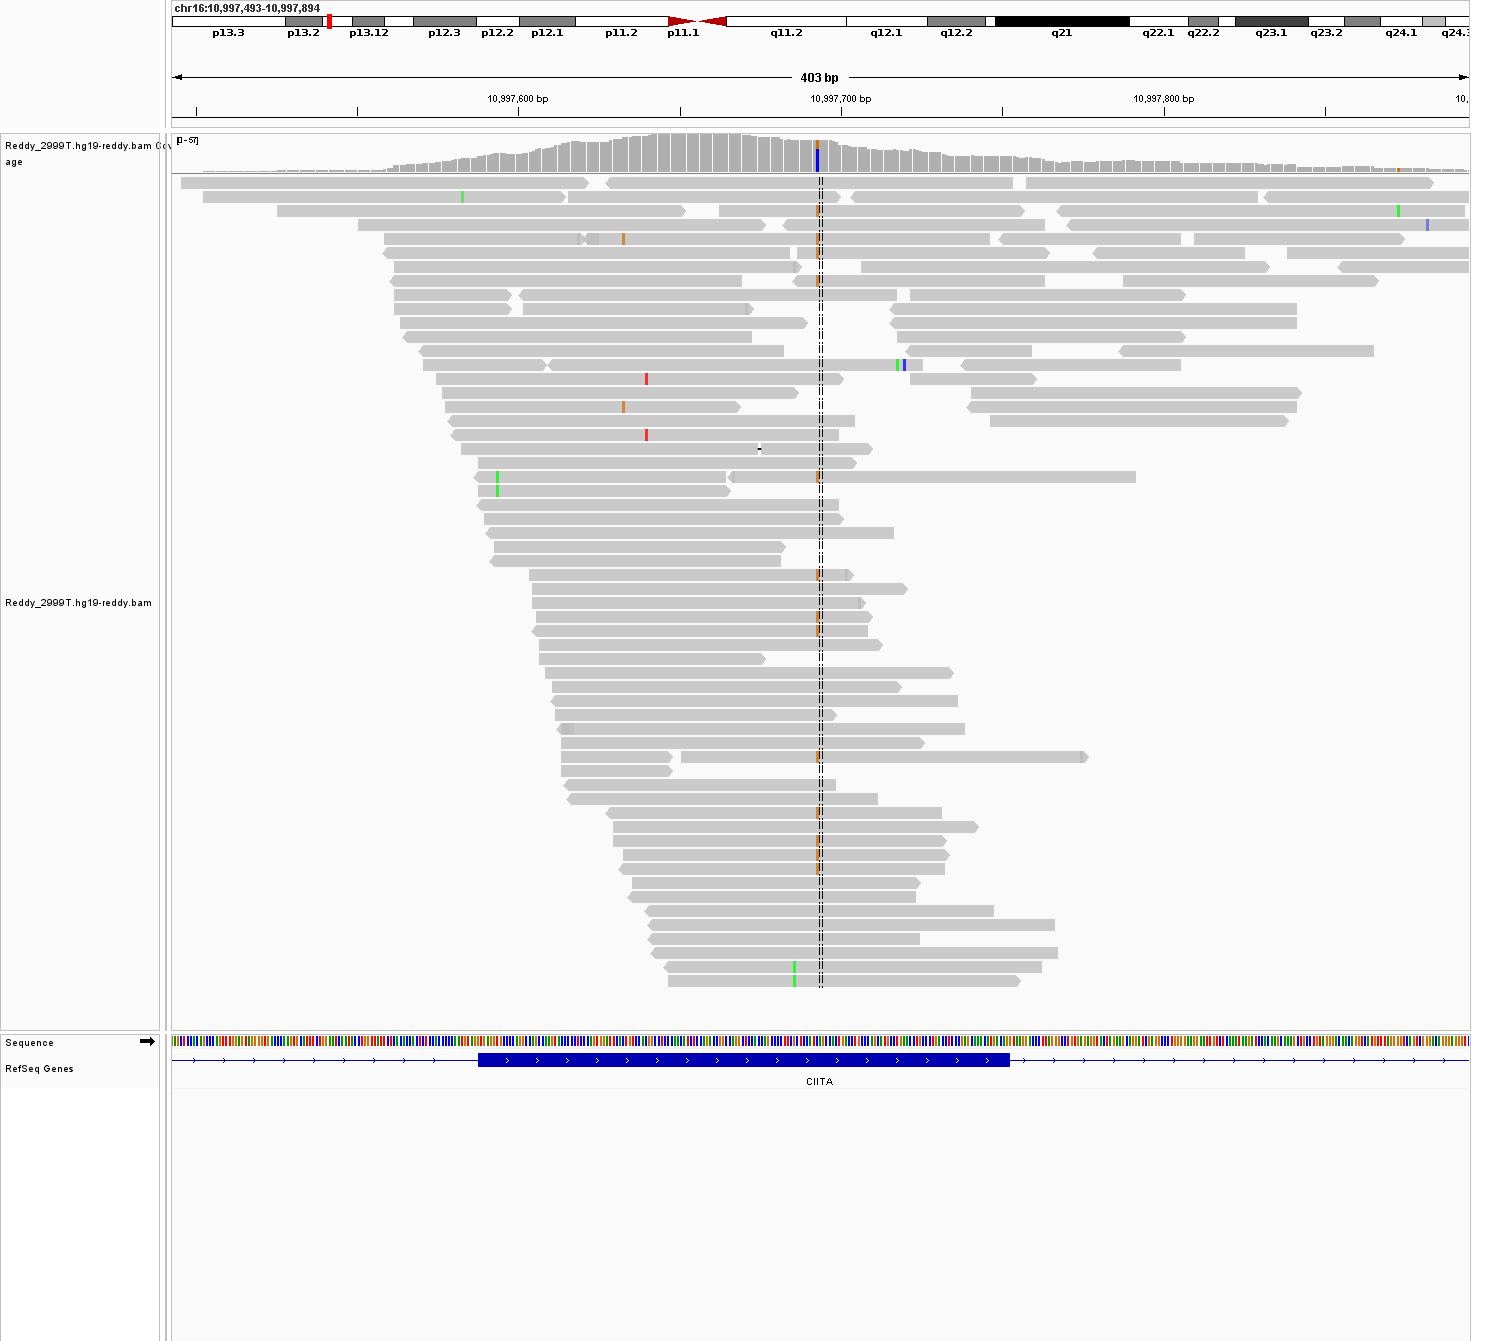 chr16:10,997,493-10,997,894
p13.3 p13.2 p13.12 p12.3 p12.2 p12.1 p11.2 p11.1 q11.2 q12.1 q12.2 q21 q22.1 q22.2 q23.1 q23.2 q24.1 q24.3
403 bp
10,997,600 bp 10,997,700 bp 10,997,800 bp 10,
Reddy_2999T.hg19-reddy.bam Cov
age
[0-57]
Reddy_2999T.hg19-reddy.bam
Sequence
RefSeq Genes
CIITA